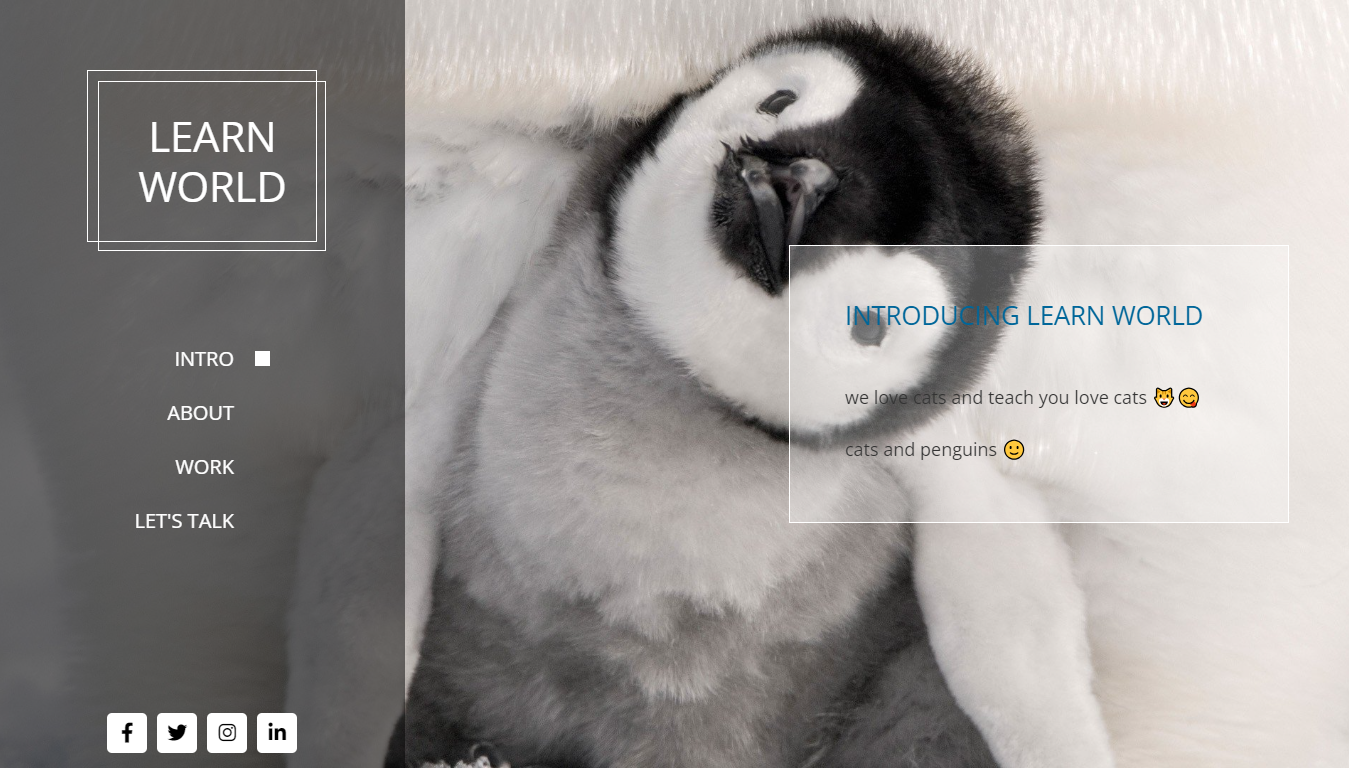 LEARN
WORLD
INTRO
ABOUT
WORK
LET'S TALK
INTRODUCING LEARN WORLD
we love cats and teach you love cats 😺😋
cats and penguins 🙂